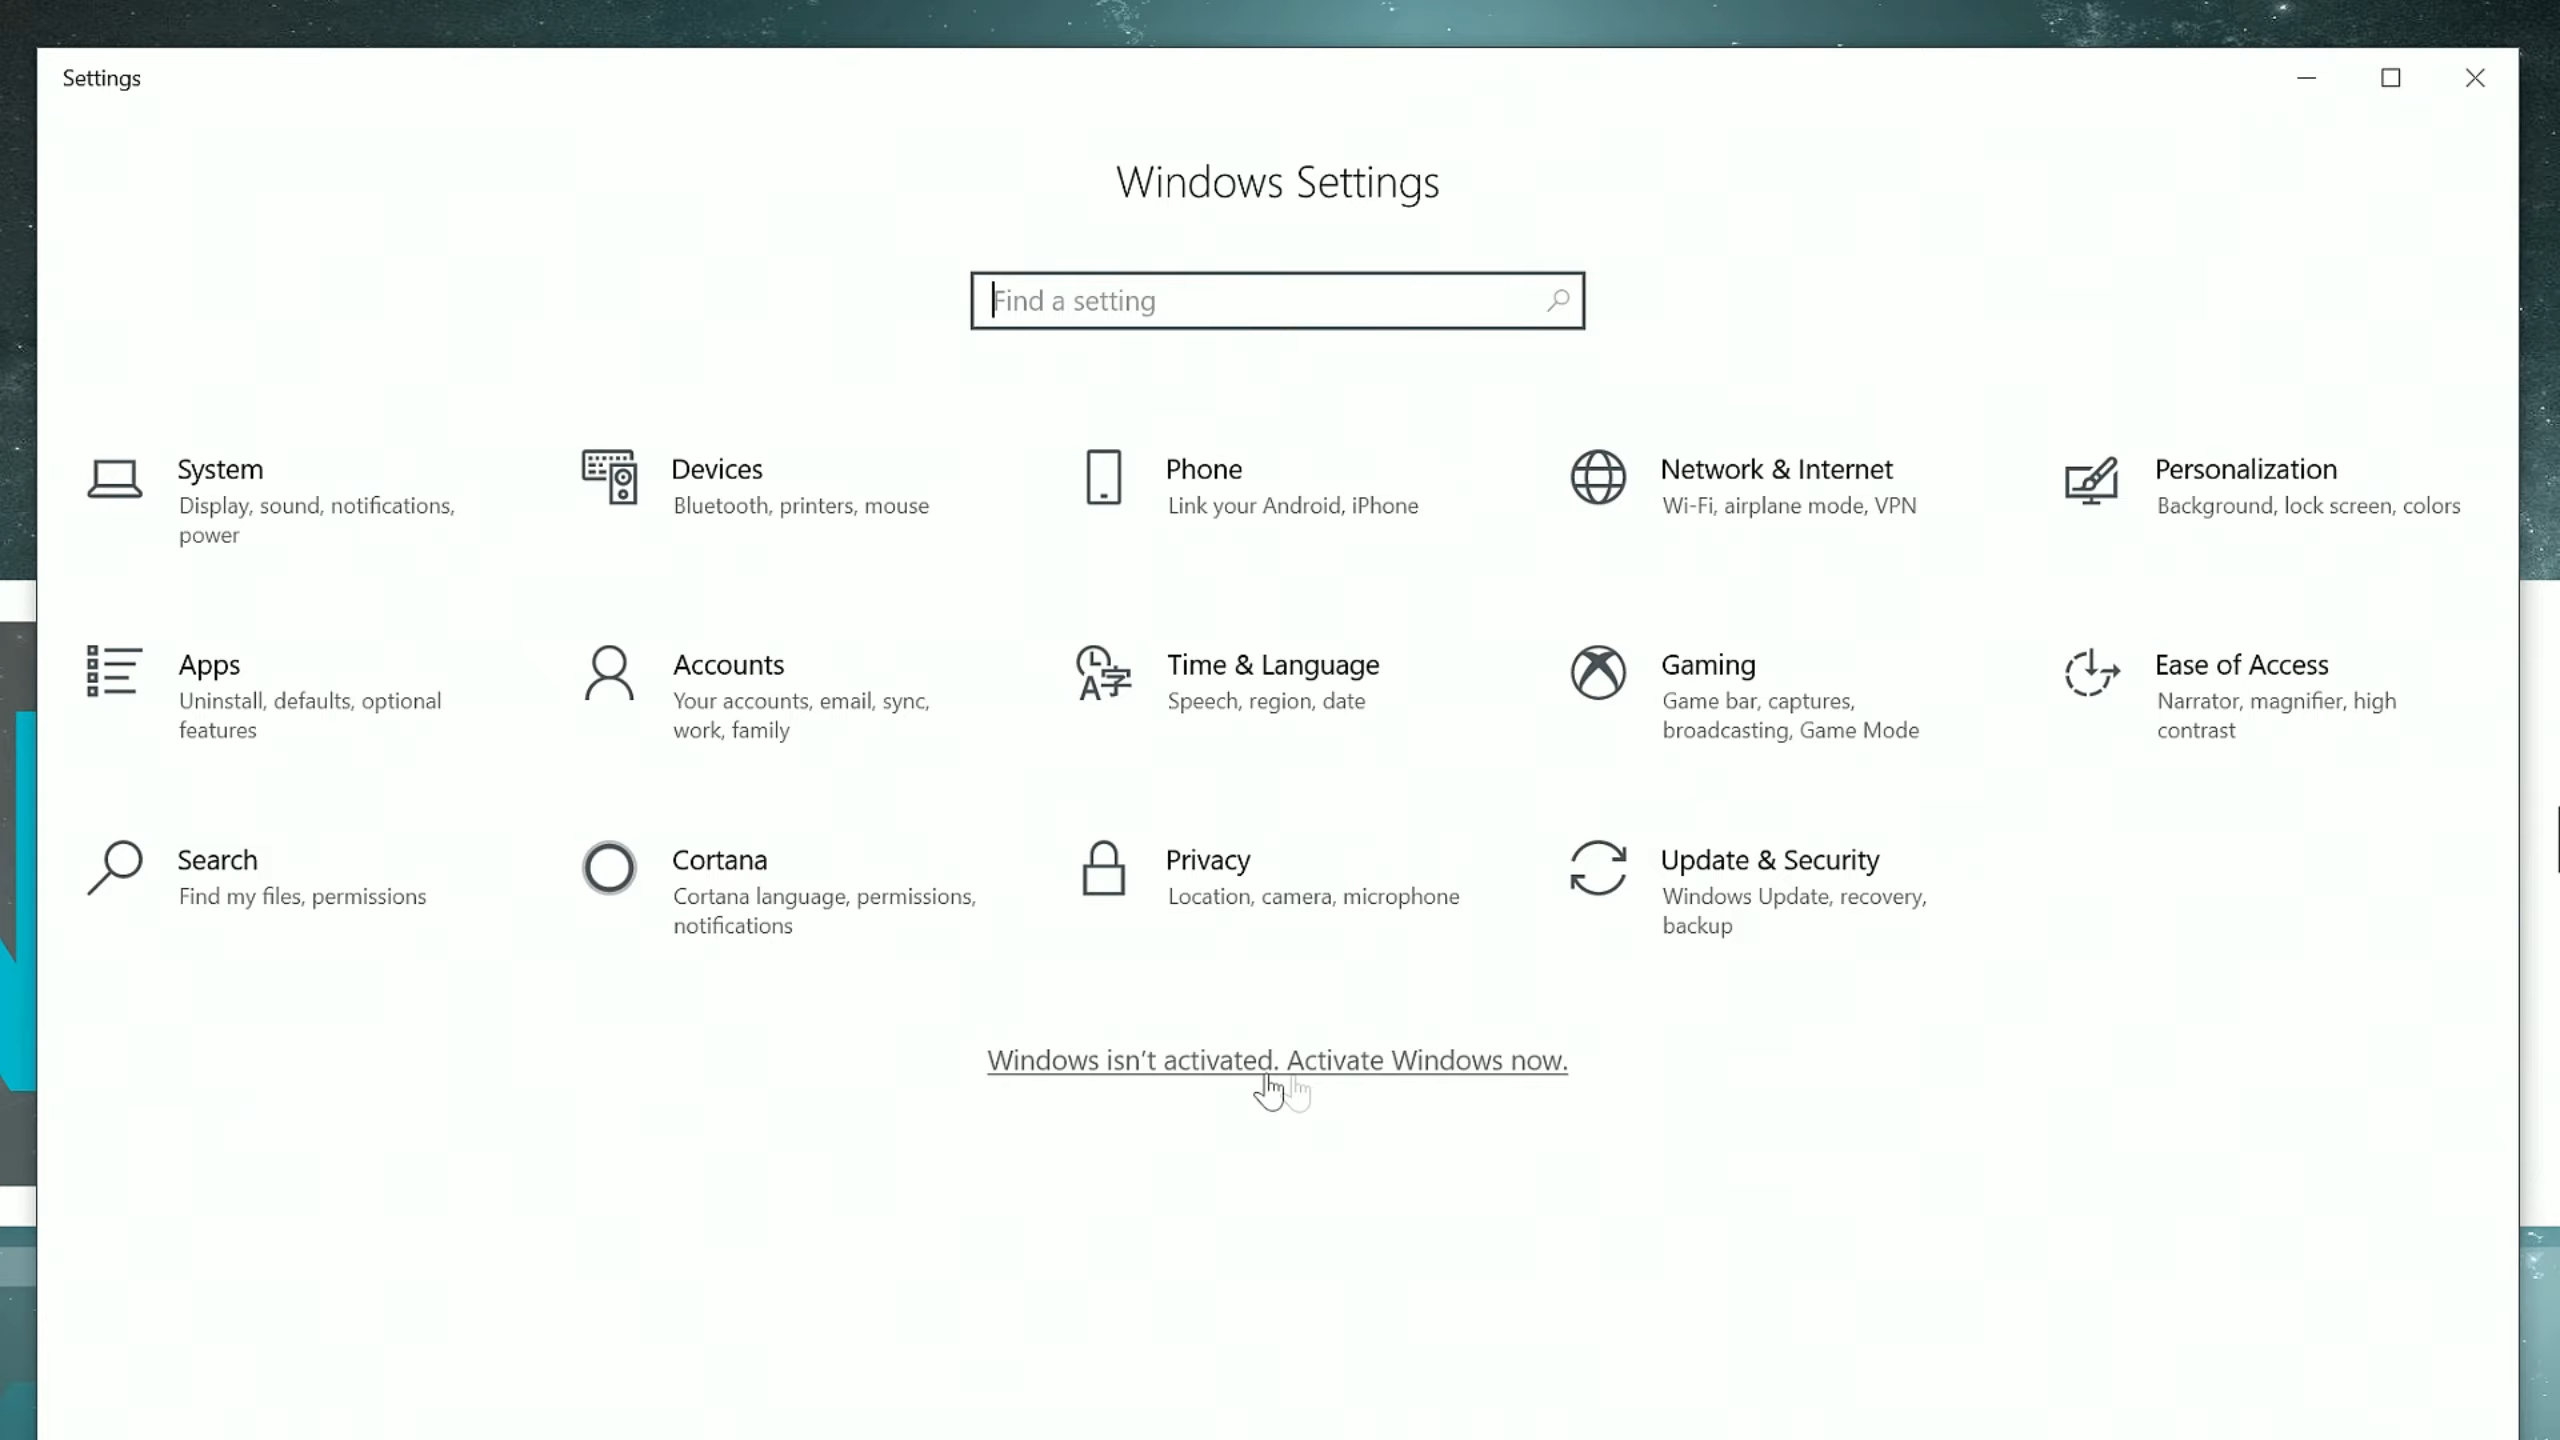 Settings
Windows Settings
Find a setting
System
Display, sound, notifications,
power
Devices
Bluetooth, printers, mouse
Phone
Link your Android, iPhone
Network & Internet
Wi-Fi, airplane mode, VPN
Personalization
Background, lock screen, colors
Apps
Uninstall, defaults, optional
features
Accounts
Your accounts, email, sync,
work, family
Time & Language
Speech, region, date
Gaming
Game bar, captures,
broadcasting, Game Mode
Ease of Access
Narrator, magnifier, high
contrast
Search
Find my files, permissions
Cortana
Cortana language, permissions,
notifications
Privacy
Location, camera, microphone
Update & Security
Windows Update, recovery,
backup
Windows isn't activated. Activate Windows now.